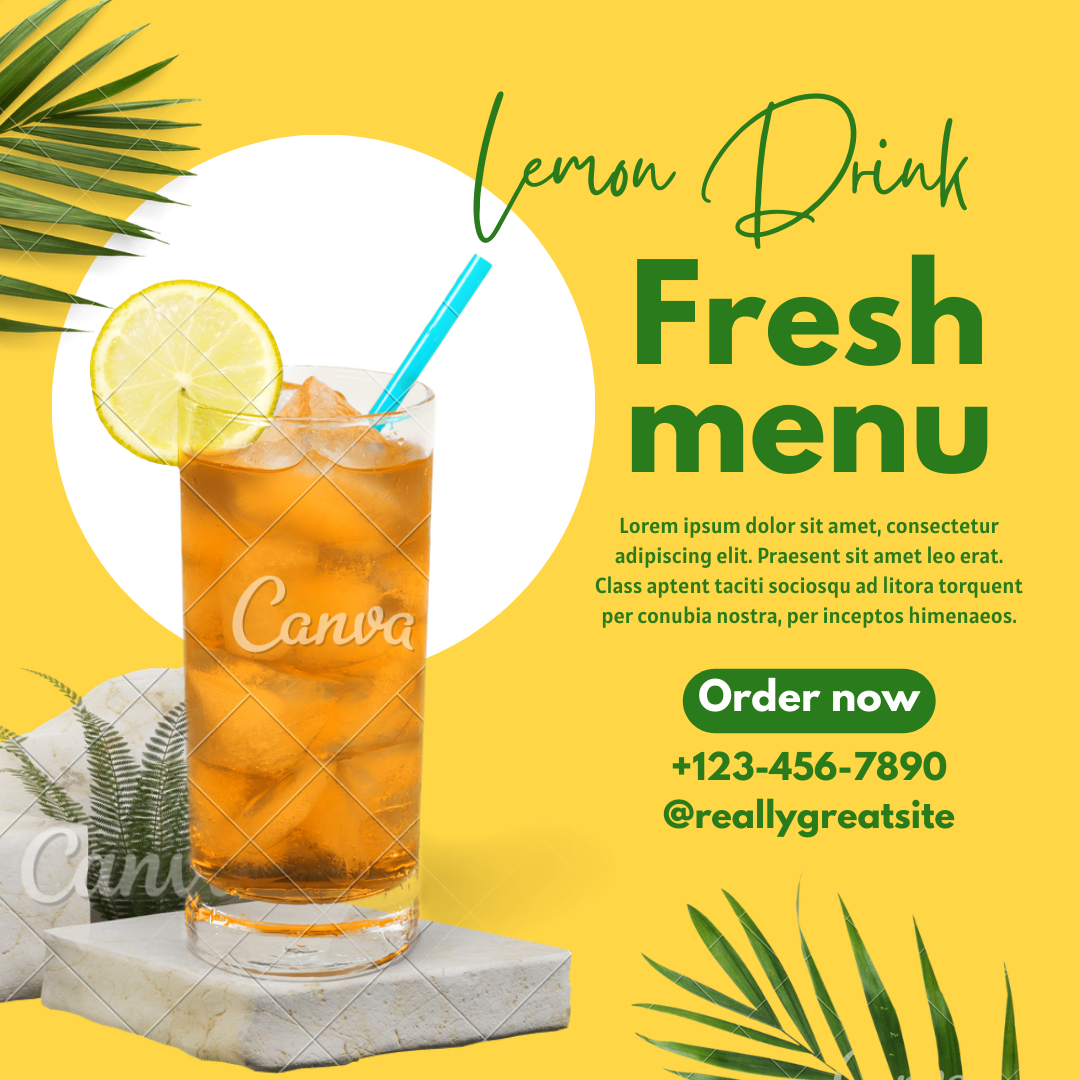 Lemon Drink
Fresh
menu
Lorem ipsum dolor sit amet, consectetur
adipiscing elit. Praesent sit amet leo erat.
Class aptent taciti sociosqu ad litora torquent
per conubia nostra, per inceptos himenaeos.
Canva
Order now
+123-456-7890
@reallygreatsite
Canva